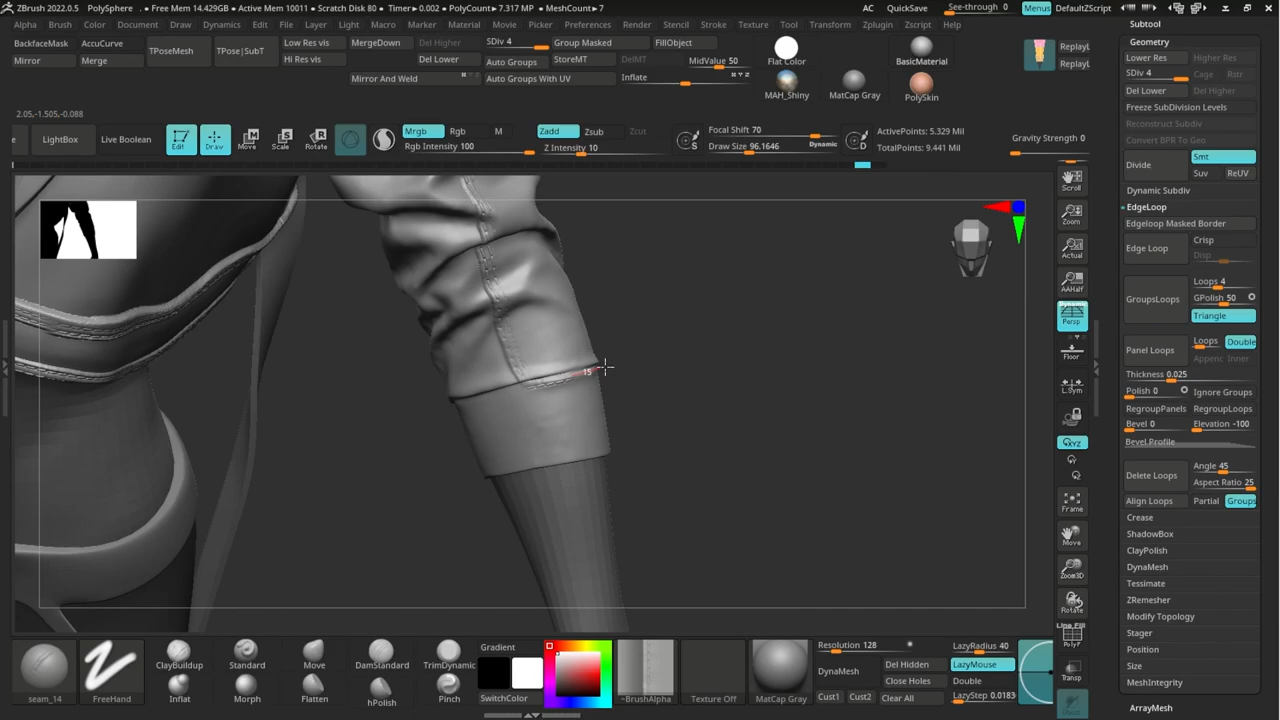 ZBrush 2022.0.5 PolySphere • Free Mem 14.429GB • Active Mem 10011 • Scratch Disk 80 • Timer▸0.002 • PolyCount▸7.317 MP • MeshCount▸7 AC QuickSave See-through 0 Menus DefaultZScript
Alpha Brush Color Document Draw Dynamics Edit File Layer Light Macro Marker Material Movie Picker Preferences Render Stencil Stroke Texture Tool Transform Zplugin Zscript
BackfaceMask AccuCurve TPoseMesh TPose|SubT Low Res vis MergeDown Del Higher SDiv 4 Group Masked FillObject
Mirror Merge Hi Res vis Del Lower Auto Groups StoreMT DelMT MidValue 50 Flat Color BasicMaterial
Mirror And Weld Auto Groups With UV Inflate MAH_Shiny MatCap Gray PolySkin
2.05,-1.505,-0.088
LightBox Live Boolean Edit Draw Move Scale Rotate
Mrgb Rgb M Zadd Zsub Zcut Focal Shift 70 ActivePoints: 5.329 Mil Gravity Strength 0
Rgb Intensity 100 Z Intensity 10 Draw Size 96.1646 Dynamic TotalPoints: 9.441 Mil
S D
15
Scroll
Zoom
Actual
AAHalf
Persp
Floor
L.Sym
XYZ
Y
Z
Frame
Move
Zoom3D
Rotate
Line Fill
PolyF
Transp
Subtool
Geometry
Lower Res Higher Res
SDiv 4 Cage Rstr
Del Lower Del Higher
Freeze SubDivision Levels
Reconstruct Subdiv
Convert BPR To Geo
Divide Smt
Suv ReUV
Dynamic Subdiv
EdgeLoop
Edgeloop Masked Border
Edge Loop Crisp
Disp
GroupsLoops Loops 4
GPolish 50
Triangle
Panel Loops Loops Double
Append Inner
Thickness 0.025
Polish 0 Ignore Groups
RegroupPanels RegroupLoops
Bevel 0 Elevation -100
Bevel Profile
Delete Loops Angle 45
Aspect Ratio 25
Align Loops Partial Groups
Crease
ShadowBox
ClayPolish
DynaMesh
Tessimate
ZRemesher
Modify Topology
Stager
Position
Size
MeshIntegrity
ArrayMesh
seam_14 FreeHand ClayBuildup Standard Move DamStandard TrimDynamic
Inflat Morph Flatten hPolish Pinch
Gradient
SwitchColor
~BrushAlpha Texture Off MatCap Gray
Resolution 128 LazyRadius 40
DynaMesh Del Hidden LazyMouse
Close Holes Double
Cust1 Cust2 Clear All LazyStep 0.0183